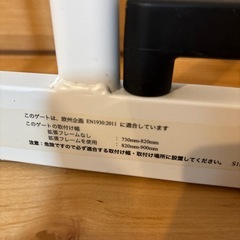 このゲートは、欧州企画 EN1930:2011 に適合しています
このゲートの取付け幅
拡張フレームなし 730mm-820mm
拡張フレームを使用 820mm-900mm
注意:危険ですので必ず適合する取付け幅・取付け場所に設置してください。